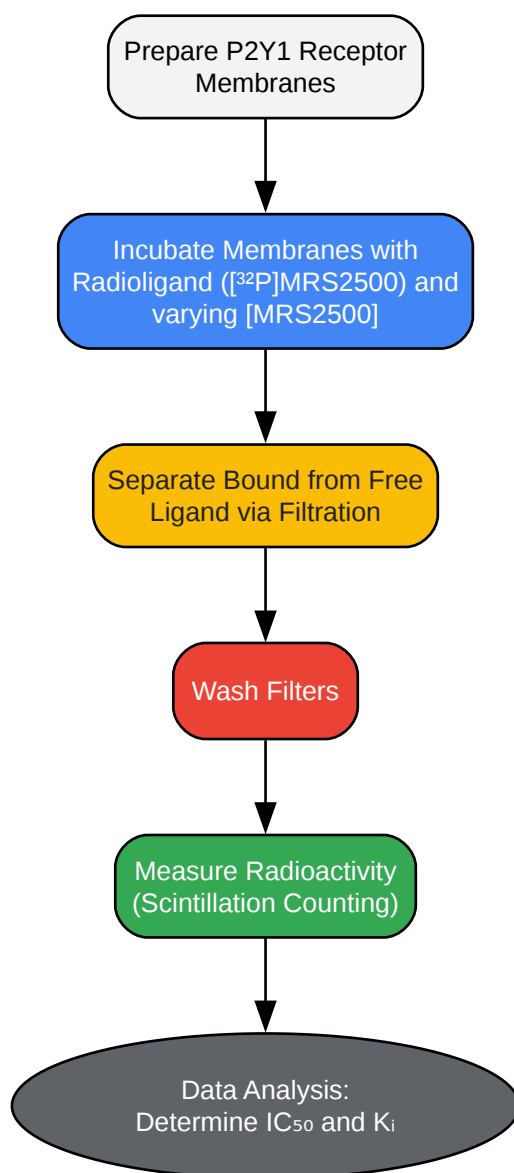 Prepare P2Y1 Receptor
Membranes
Incubate Membranes with
Radioligand ([³²P]MRS2500) and
varying [MRS2500]
Separate Bound from Free
Ligand via Filtration
Wash Filters
Measure Radioactivity
(Scintillation Counting)
Data Analysis:
Determine IC₅₀ and Kᵢ